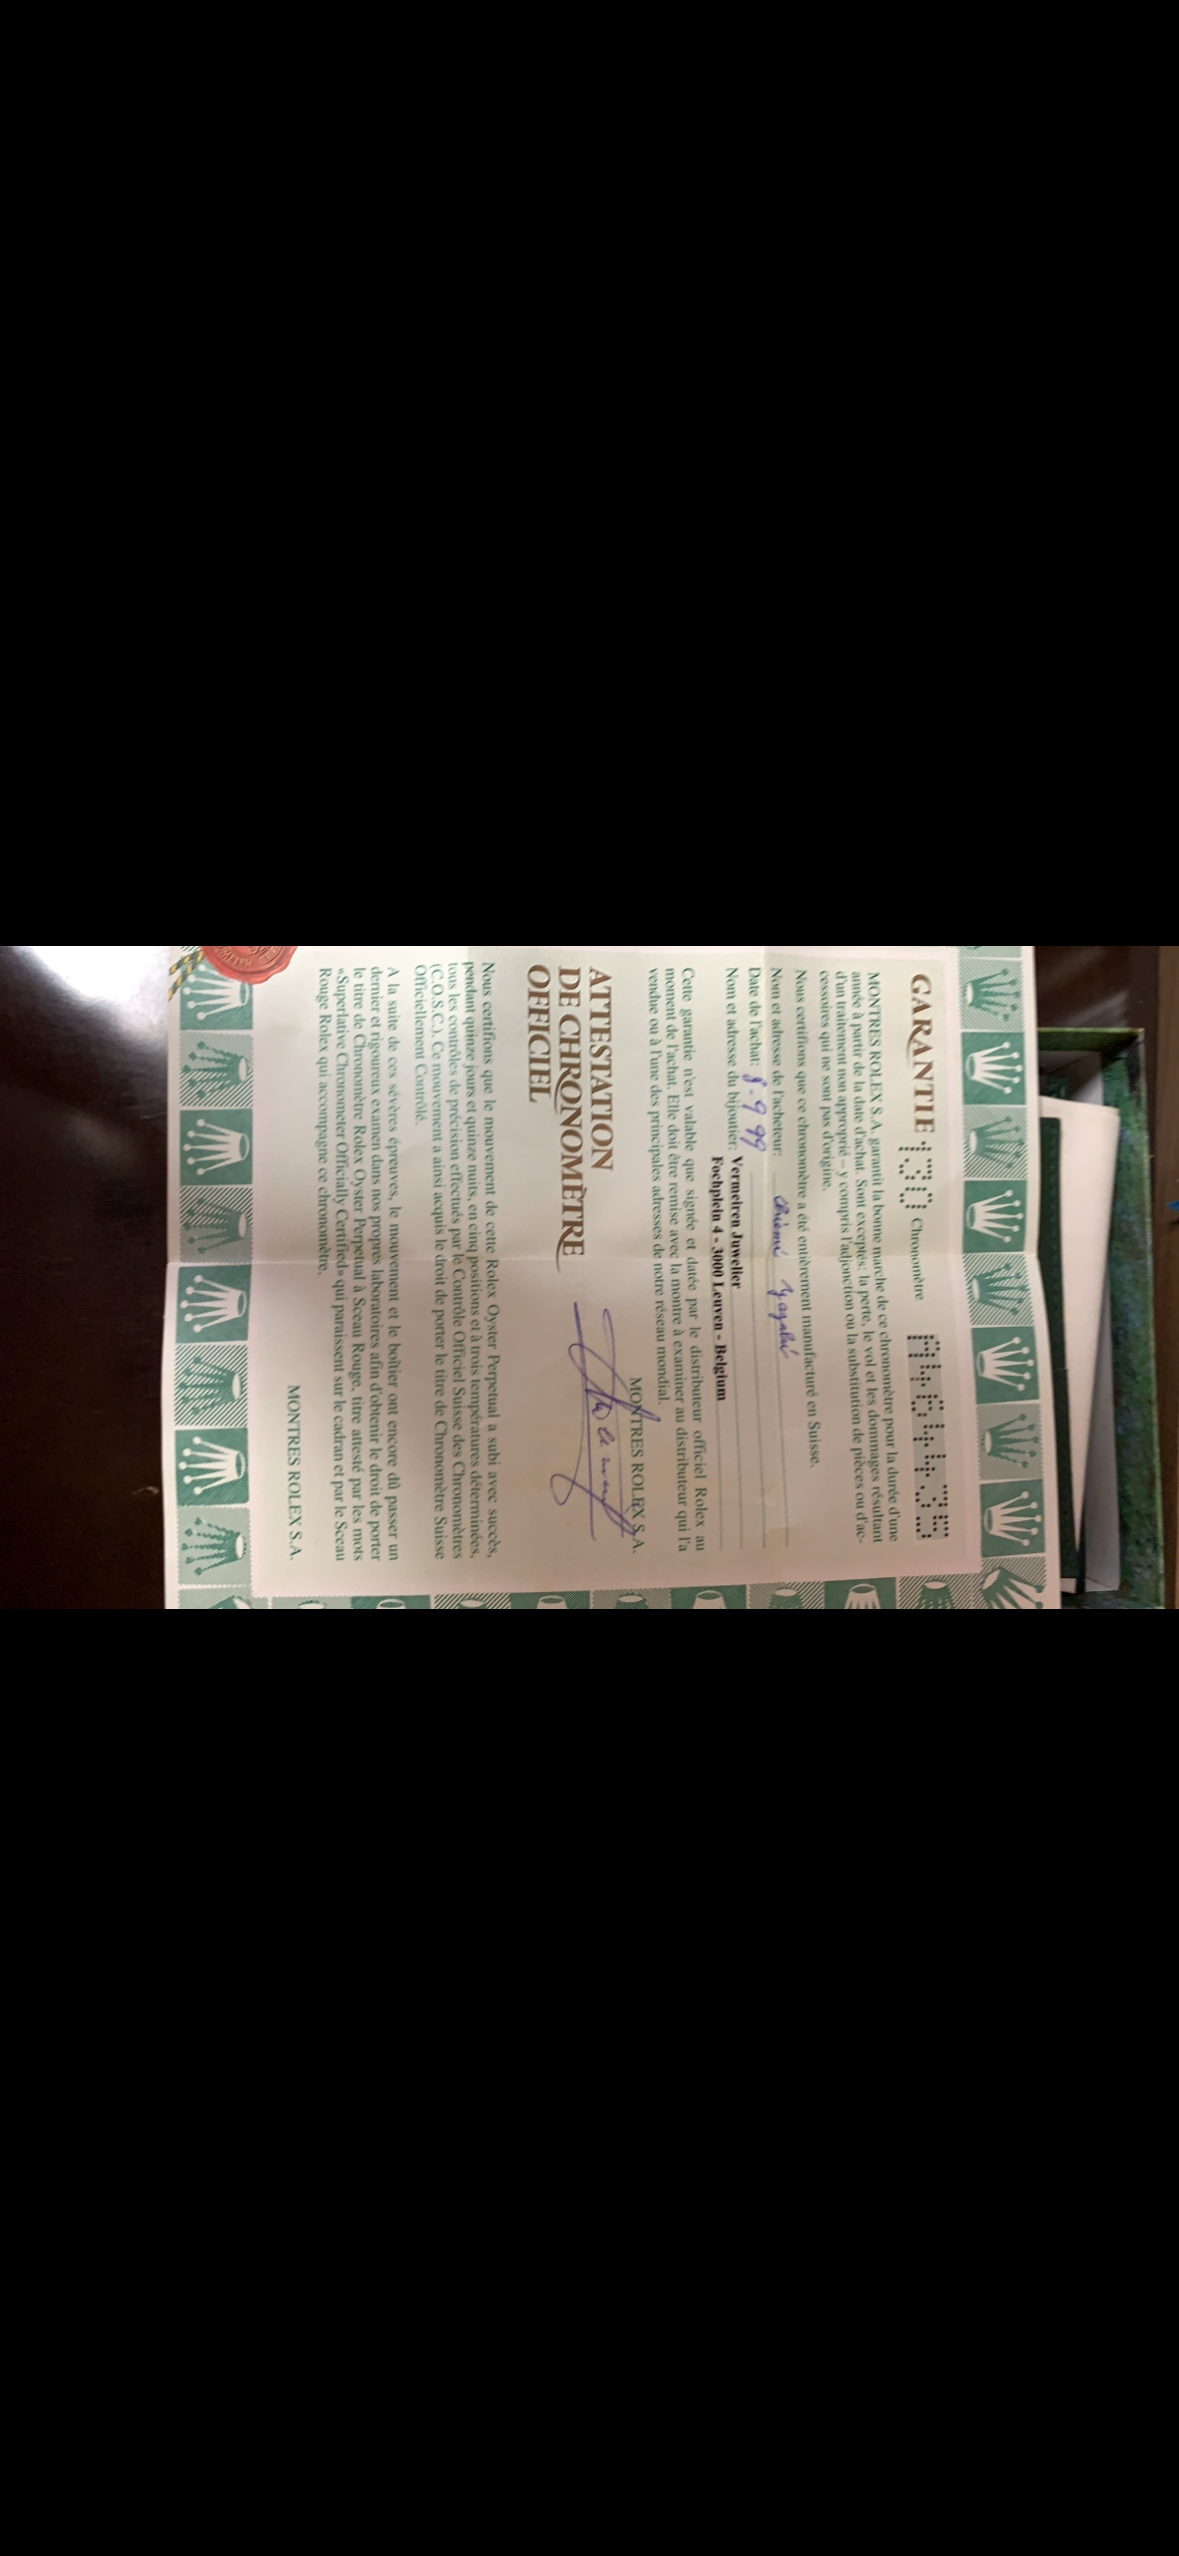 GARANTIE 130 Chronomètre
MONTRES ROLEX S.A. garantit la bonne marche de ce chronomètre pour la durée d'une
année à partir de la date d'achat. Sont exceptés: la perte, le vol et les dommages résultant
d'un traitement non approprié – y compris l'adjonction ou la substitution de pièces ou d'ac-
cessoires qui ne sont pas d'origine.
Nous certifions que ce chronomètre a été entièrement manufacturé en Suisse.
Nom et adresse de l'acheteur:
Date de l'achat: 8-9 99
Nom et adresse du bijoutier: Vermeiren Juwelier
Fochplein 4 - 3000 Leuven - Belgium
Cette garantie n'est valable que signée et datée par le distributeur officiel Rolex au
moment de l'achat. Elle doit être remise avec la montre à examiner au distributeur qui l'a
vendue ou à l'une des principales adresses de notre réseau mondial.
MONTRES ROLEX S.A.
ATTESTATION
DE CHRONOMÈTRE
OFFICIEL
Nous certifions que le mouvement de cette Rolex Oyster Perpetual a subi avec succès,
pendant quinze jours et quinze nuits, en cinq positions et à trois températures déterminées,
tous les contrôles de précision effectués par le Contrôle Officiel Suisse des Chronomètres
(C.O.S.C.). Ce mouvement a ainsi acquis le droit de porter le titre de Chronomètre Suisse
Officiellement Contrôlé.
A la suite de ces sévères épreuves, le mouvement et le boîtier ont encore dû passer un
dernier et rigoureux examen dans nos propres laboratoires afin d'obtenir le droit de porter
le titre de Chronomètre Rolex Oyster Perpetual à Sceau Rouge, titre attesté par les mots
«Superlative Chronometer Officially Certified» qui paraissent sur le cadran et par le Sceau
Rouge Rolex qui accompagne ce chronomètre.
MONTRES ROLEX S.A.